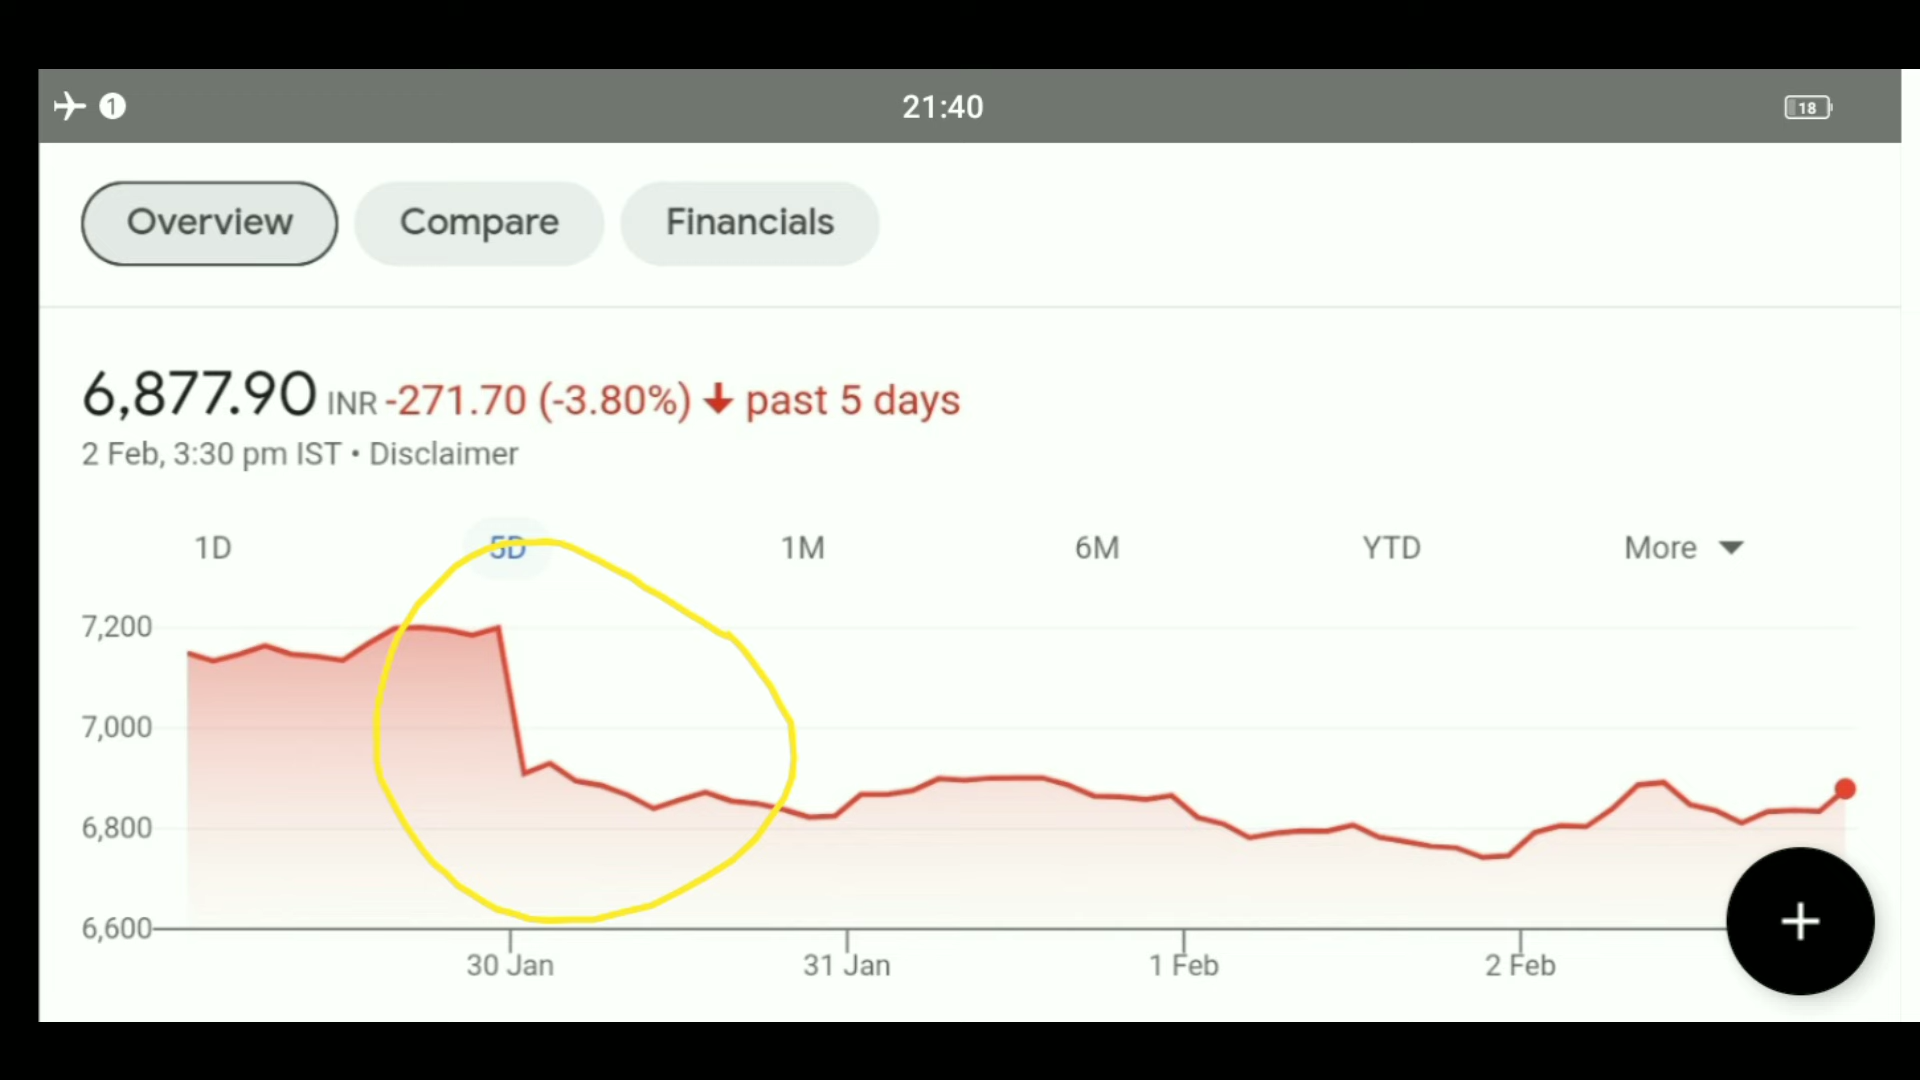 1 21:40 18
Overview Compare Financials
6,877.90 INR -271.70 (-3.80%) past 5 days
2 Feb, 3:30 pm IST • Disclaimer
1D 5D 1M 6M YTD More
7,200
7,000
6,800
6,600
30 Jan 31 Jan 1 Feb 2 Feb